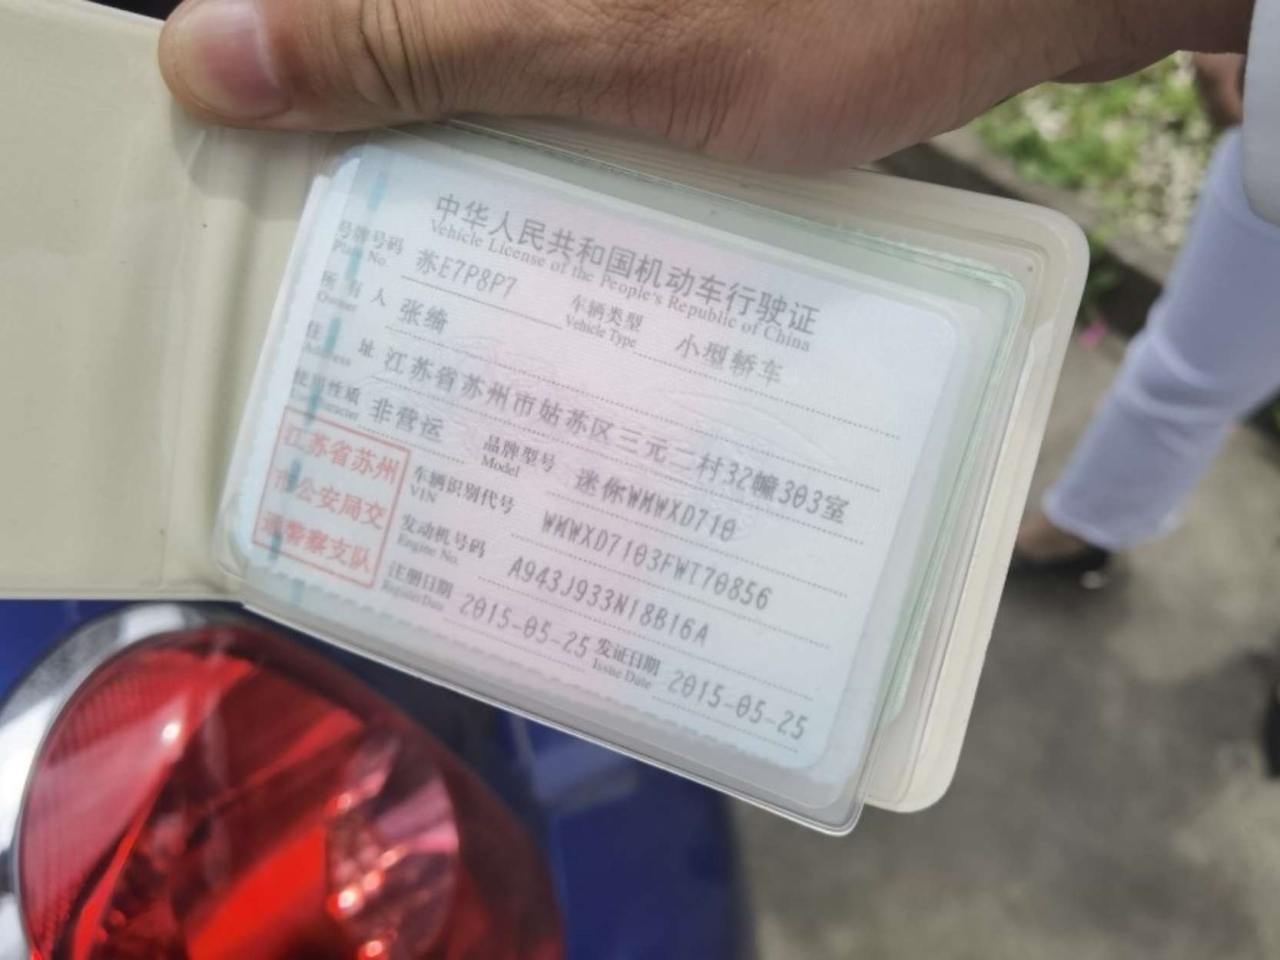 中华人民共和国机动车行驶证
Vehicle License of the People's Republic of China
号牌号码 苏E7P8P7 车辆类型 小型轿车
Plate No. Vehicle Type
所有人 张绮
Owner
住址 江苏省苏州市姑苏区三元二村32幢303室
Address
使用性质 非营运 品牌型号 迷你WMWXD710
Use Character Model
江苏省苏州
市公安局交
通警察支队
车辆识别代号 WMWXD7103FWT70856
VIN
发动机号码 A943J933N18B16A
Engine No.
注册日期 2015-05-25 发证日期 2015-05-25
Register Date Issue Date